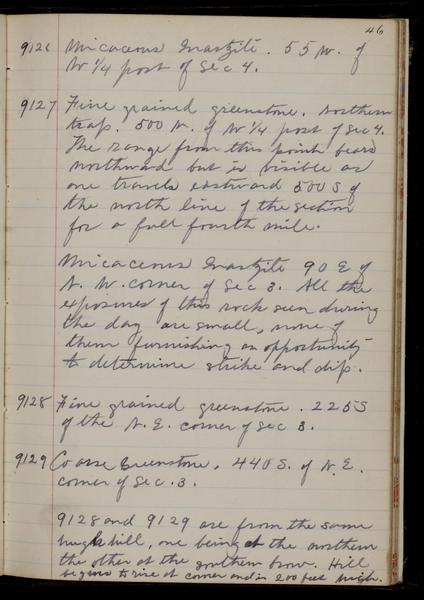 46
9126 Micaceous Quartzite. 55 W. of
W 1/4 post of Sec 4.
9127 Fine grained greenstone. Northern
trap. 500 N. of W 1/4 post of Sec 4.
The range from this point bears
northward but is visible as
one travels eastward 500 S of
the north line of the section
for a full fourth mile.
Micaceous Quartzite 90 E of
N. W. corner of Sec 3. All the
exposures of this rock seen during
the day are small, none of
them furnishing an opportunity
to determine strike and dip.
9128 Fine grained greenstone. 225 S
of the N. E. corner of Sec 3.
9129 Coarse Greenstone. 440 S. of N. E.
corner of Sec. 3.
9128 and 9129 are from the same
high hill, one being at the northern
the other at the southern brow. Hill
begins to rise at corner and is 200 feet high.